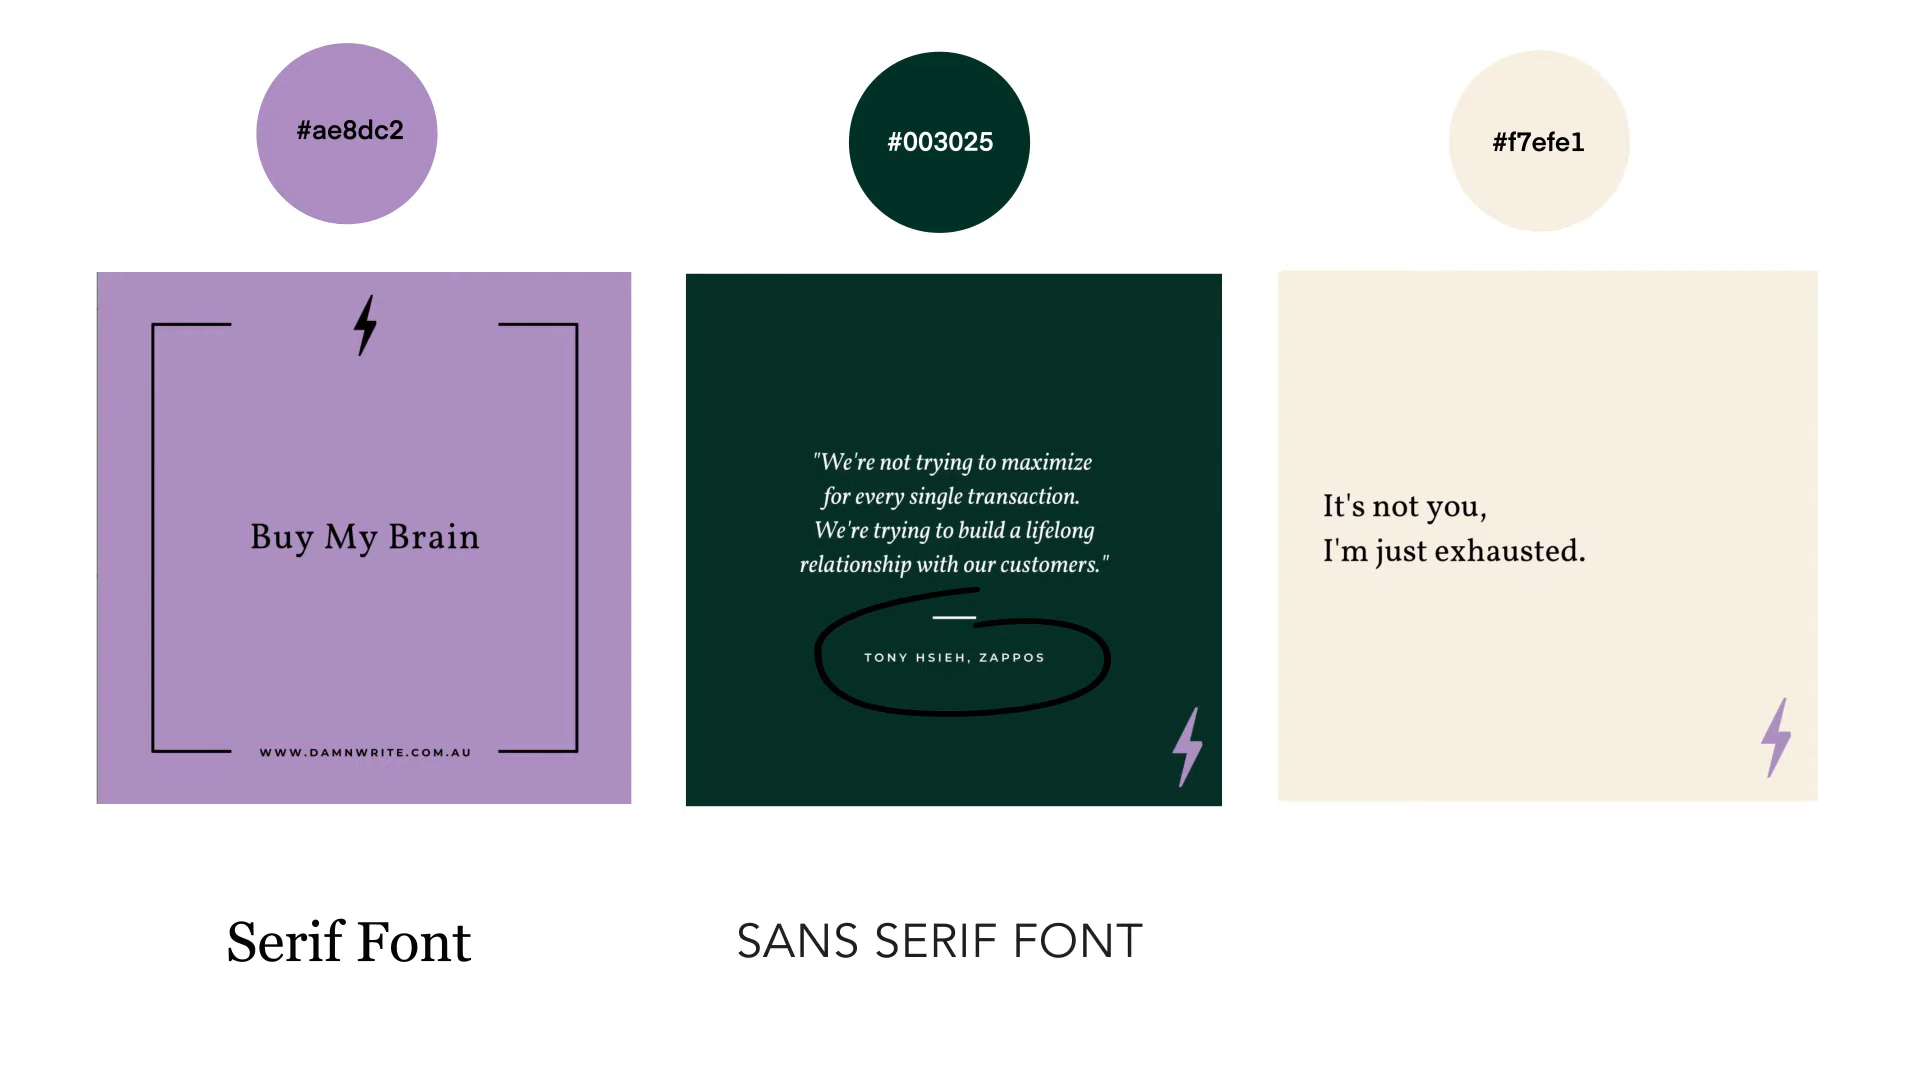 #ae8dc2
#003025
#f7efe1
Buy My Brain
WWW.DAMNWRITE.COM.AU
"We're not trying to maximize
for every single transaction.
We're trying to build a lifelong
relationship with our customers."
TONY HSIEH, ZAPPOS
It's not you,
I'm just exhausted.
Serif Font
SANS SERIF FONT